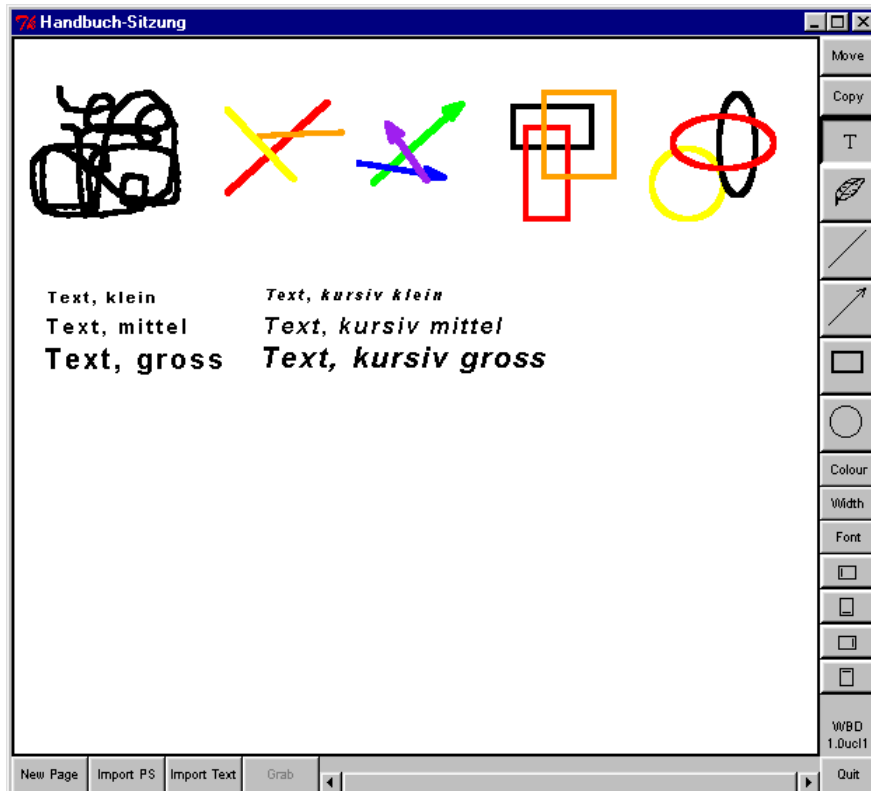 Tk Handbuch-Sitzung
Move
Copy
T
Text, klein
Text, kursiv klein
Text, mittel
Text, kursiv mittel
Text, gross
Text, kursiv gross
Colour
Width
Font
WBD
1.0ucl1
New Page
Import PS
Import Text
Grab
Quit